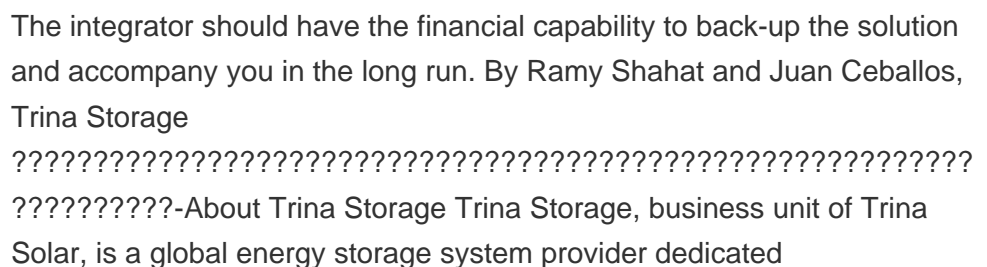 The integrator should have the financial capability to back-up the solution
and accompany you in the long run. By Ramy Shahat and Juan Ceballos,
Trina Storage
???????????????????????????????????????????????????????????
??????????-About Trina Storage Trina Storage, business unit of Trina
Solar, is a global energy storage system provider dedicated